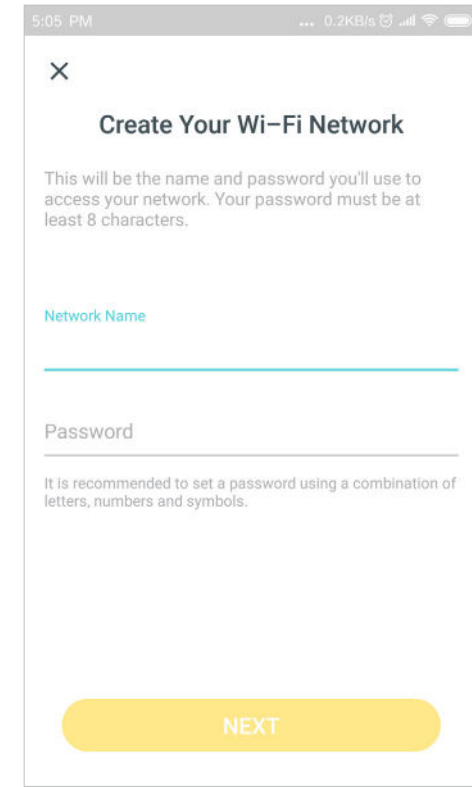 5:05 PM ... 0.2KB/s
Create Your Wi-Fi Network
This will be the name and password you'll use to
access your network. Your password must be at
least 8 characters.
Network Name
Password
It is recommended to set a password using a combination of
letters, numbers and symbols.
NEXT